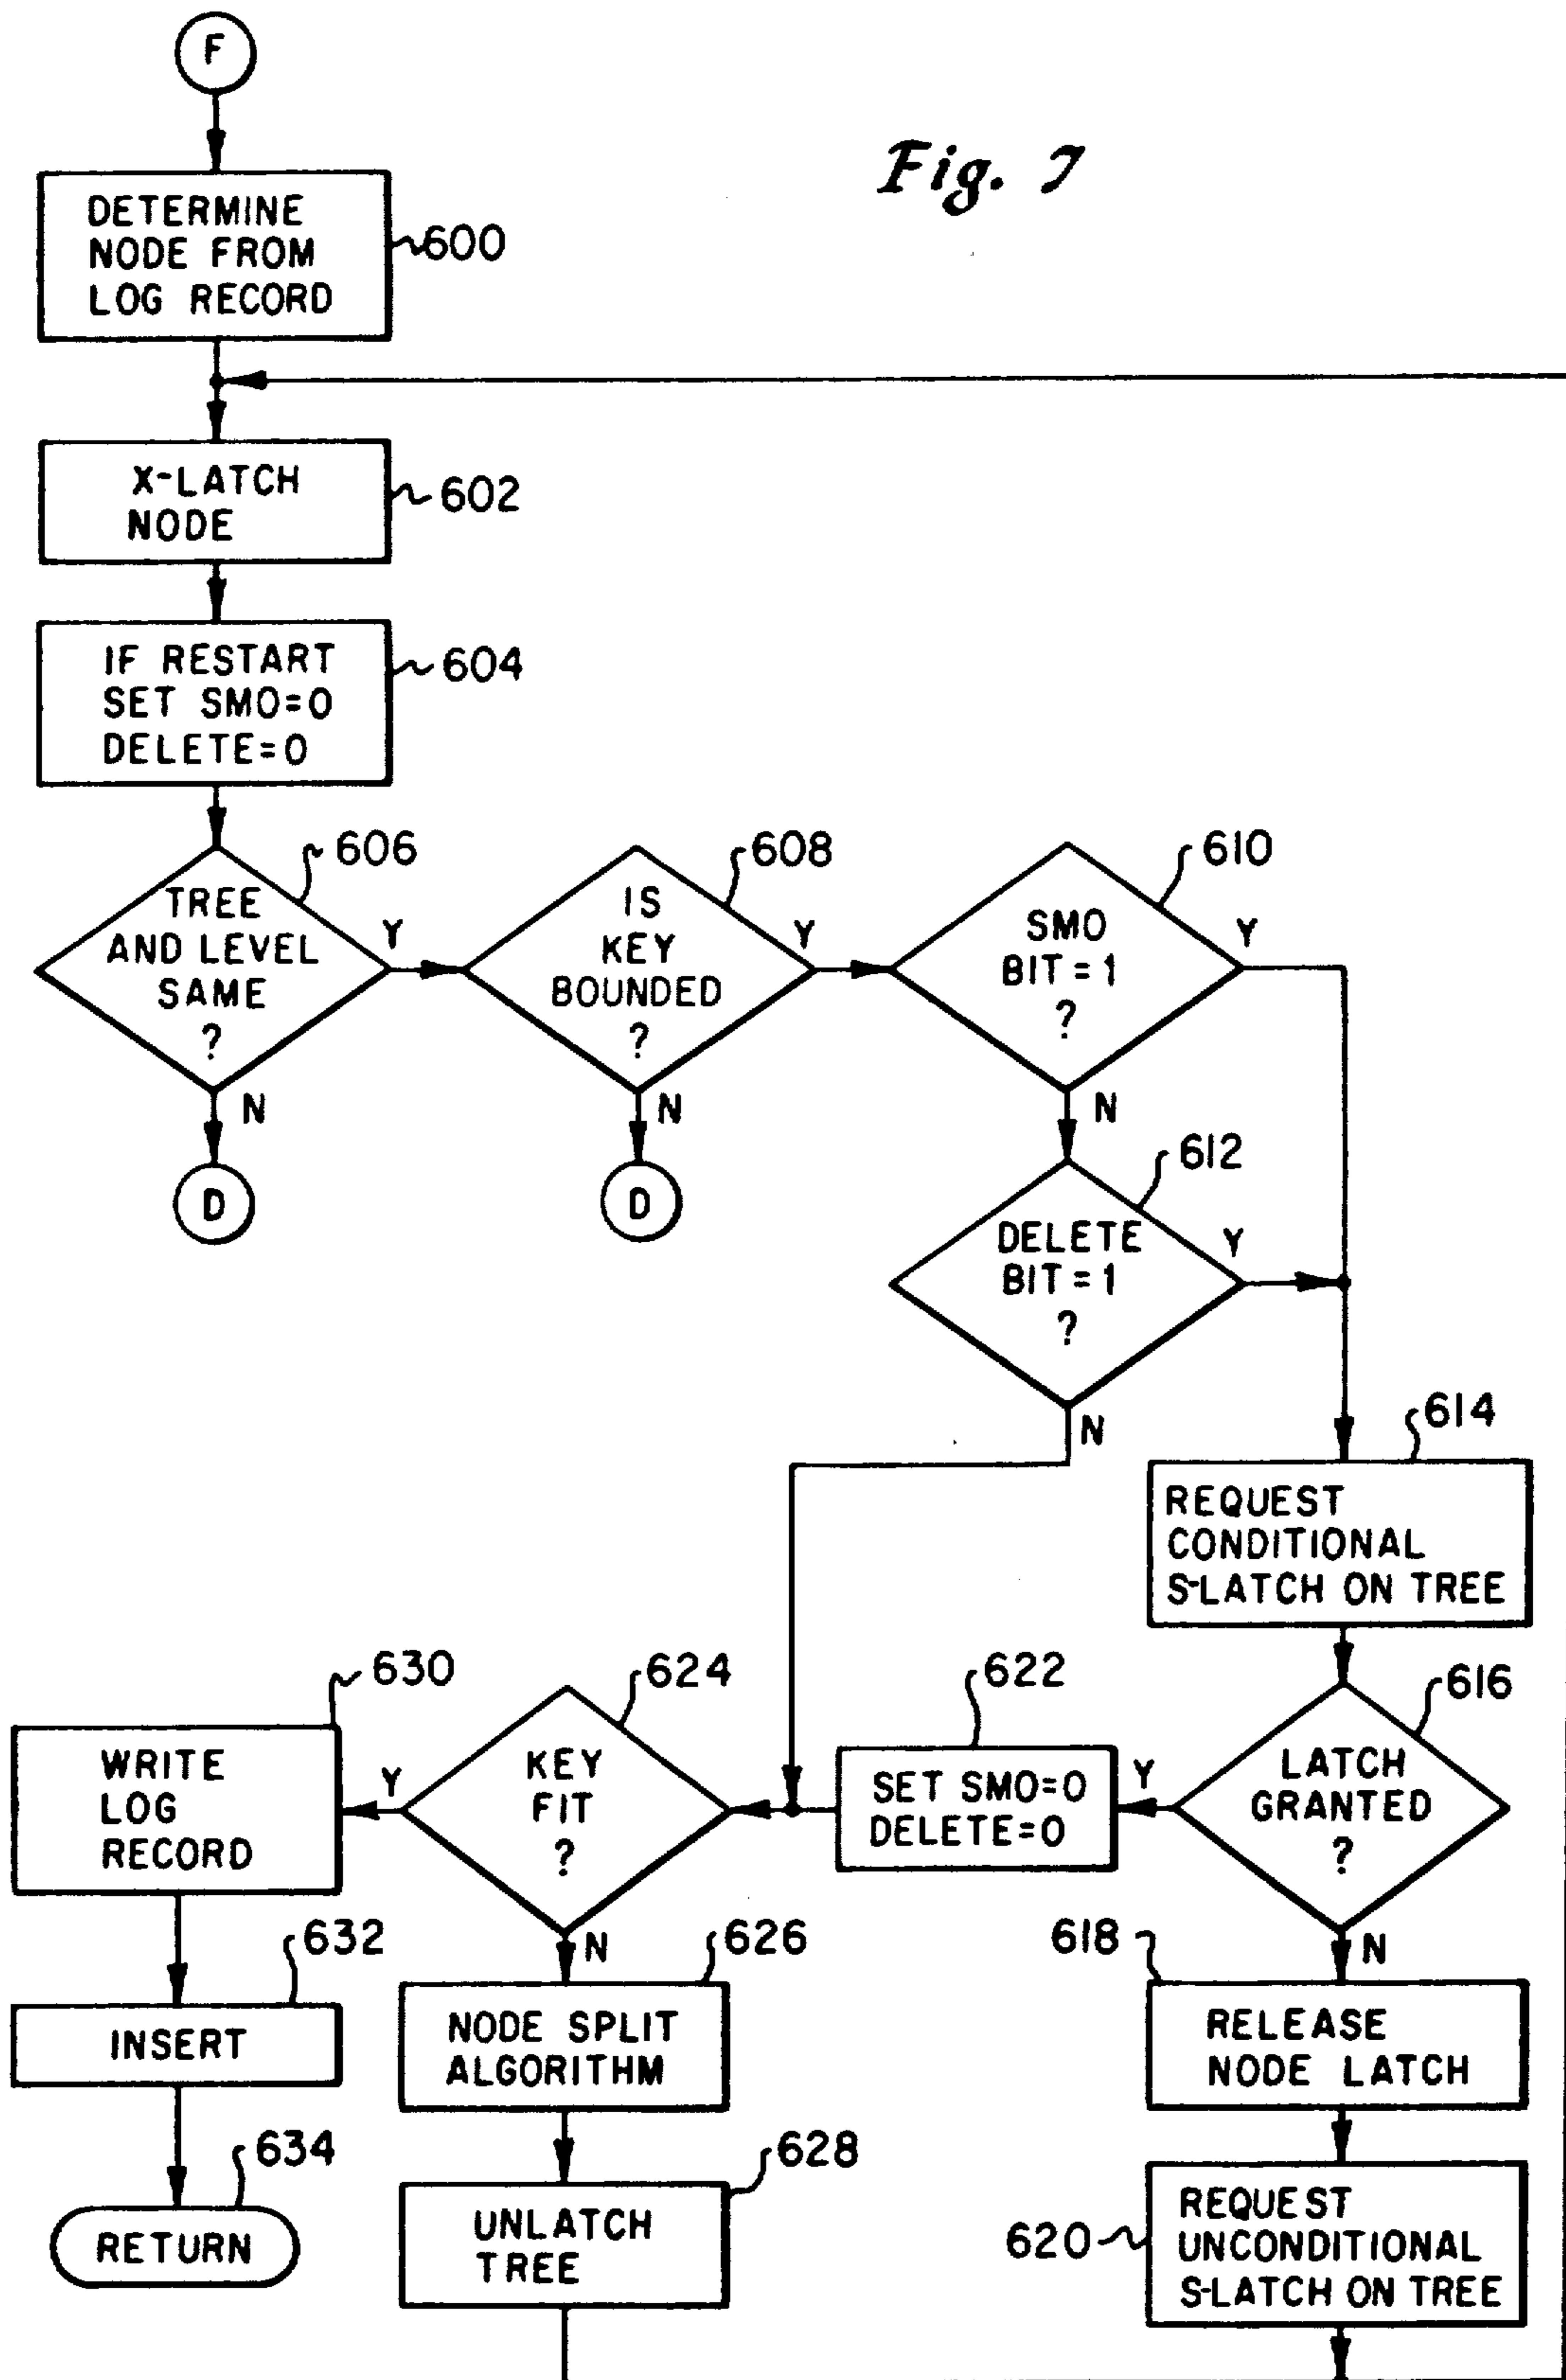 F
Fig. 7
DETERMINE
NODE FROM
LOG RECORD
600
X-LATCH
NODE
602
IF RESTART
SET SMO=0
DELETE=0
604
TREE
AND LEVEL
SAME
?
606
Y
N
D
IS
KEY
BOUNDED
?
608
Y
N
D
SMO
BIT = 1
?
610
Y
N
DELETE
BIT = 1
?
612
Y
N
REQUEST
CONDITIONAL
S-LATCH ON TREE
614
LATCH
GRANTED
?
616
Y
N
SET SMO=0
DELETE=0
622
KEY
FIT
?
624
Y
N
WRITE
LOG
RECORD
630
INSERT
632
RETURN
634
NODE SPLIT
ALGORITHM
626
UNLATCH
TREE
628
RELEASE
NODE LATCH
618
REQUEST
UNCONDITIONAL
S-LATCH ON TREE
620